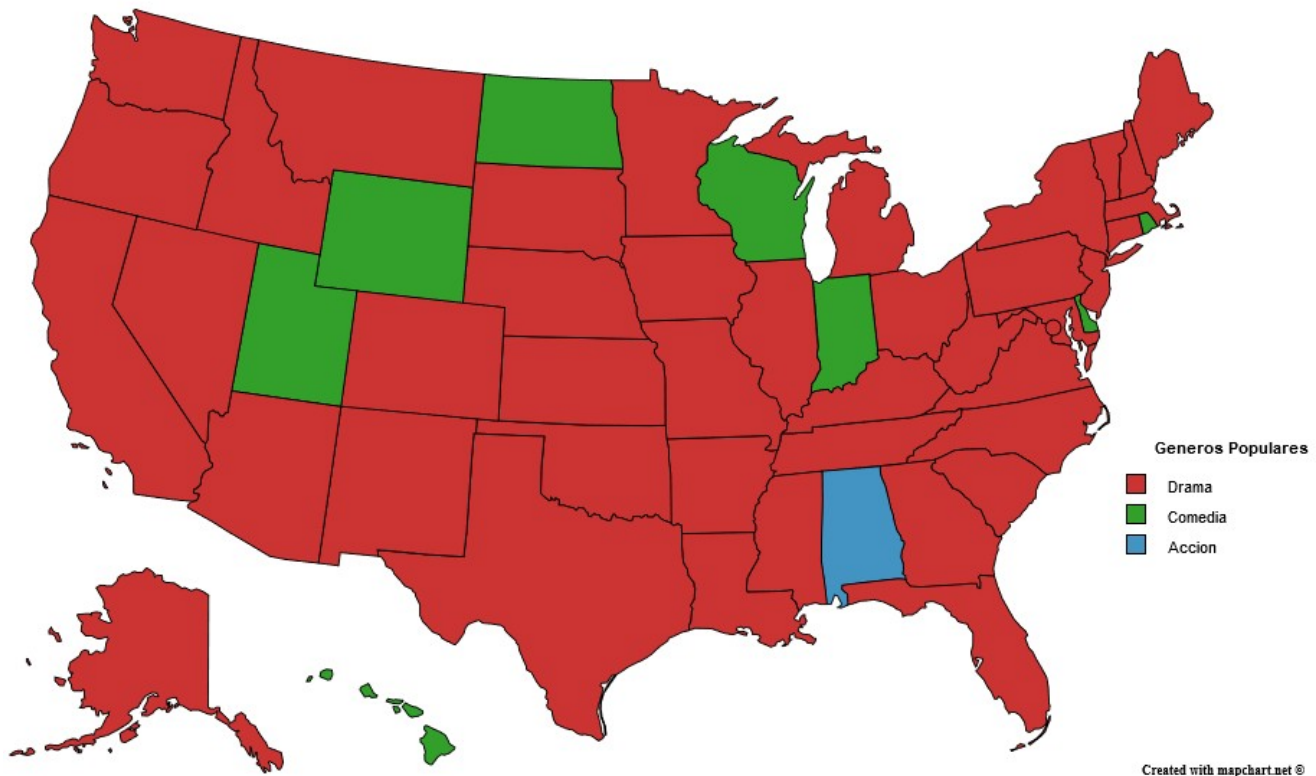 Generos Populares
Drama
Comedia
Accion
Created with mapchart.net ©